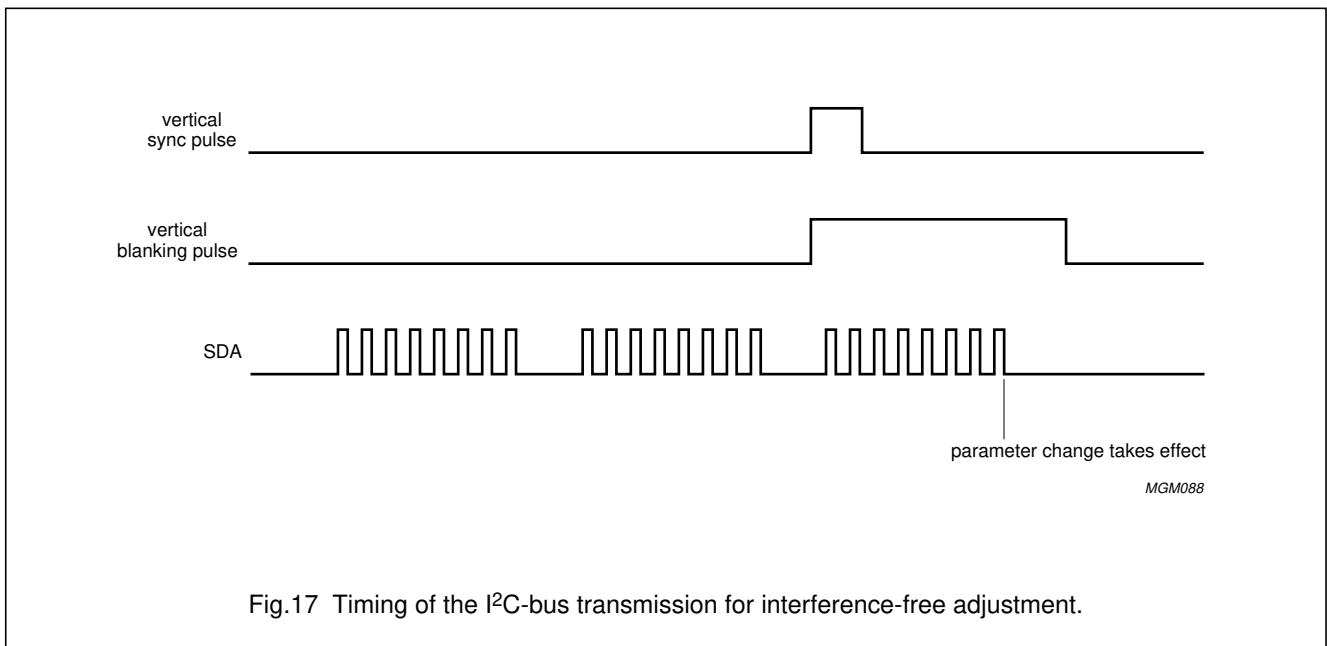 vertical
sync pulse
vertical
blanking pulse
SDA
parameter change takes effect
MGM088
Fig.17 Timing of the I²C-bus transmission for interference-free adjustment.